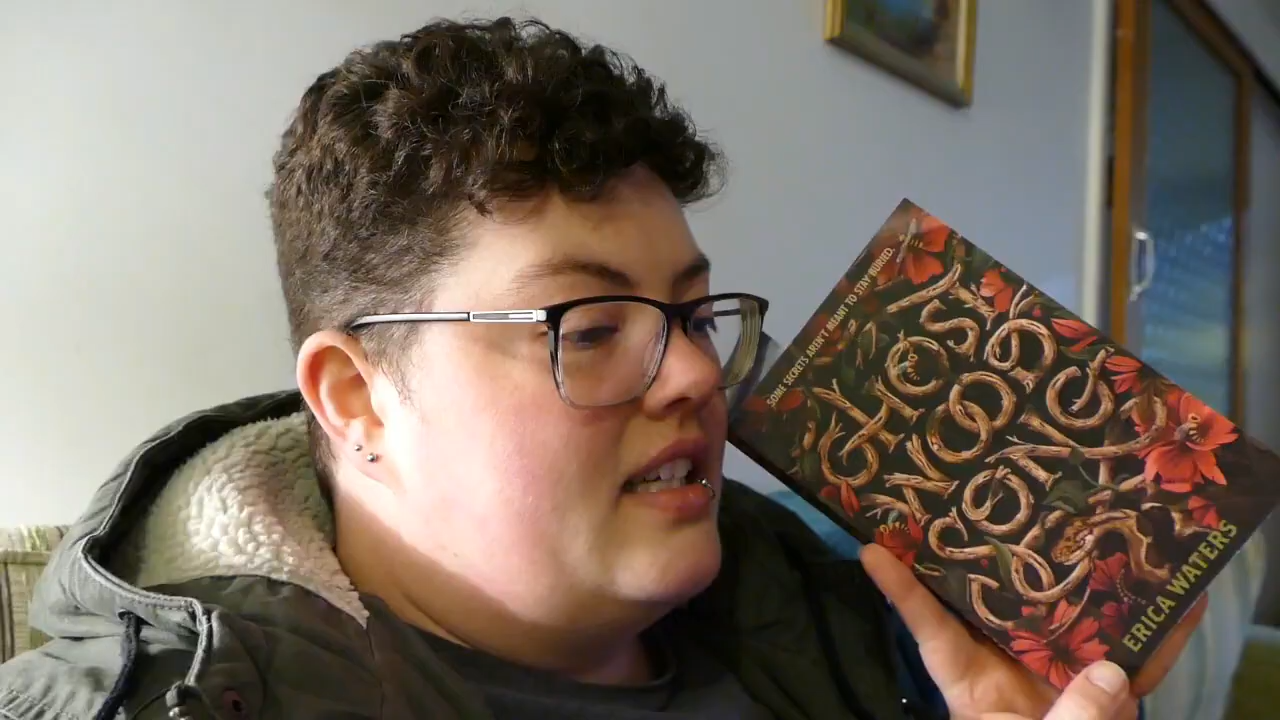 SOME SECRETS AREN'T MEANT TO STAY BURIED.
GHOST
WOOD
SONG
ERICA WATERS